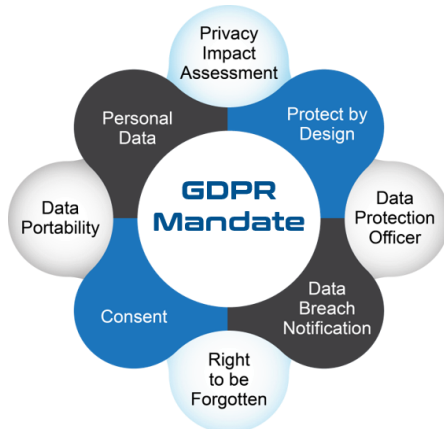 Privacy
Impact
Assessment
Protect by
Design
Data
Protection
Officer
Data
Breach
Notification
Right
to be
Forgotten
Consent
Data
Portability
Personal
Data
GDPR
Mandate